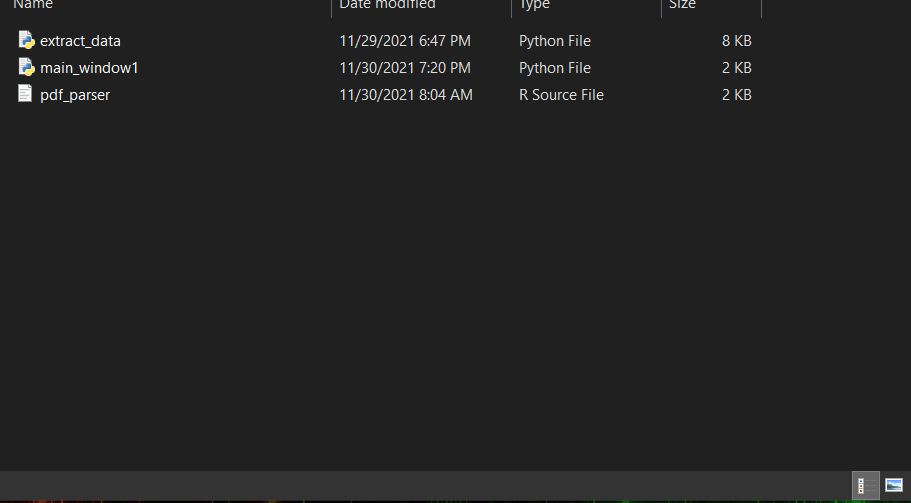 Name Date modified Type Size
extract_data 11/29/2021 6:47 PM Python File 8 KB
main_window1 11/30/2021 7:20 PM Python File 2 KB
pdf_parser 11/30/2021 8:04 AM R Source File 2 KB